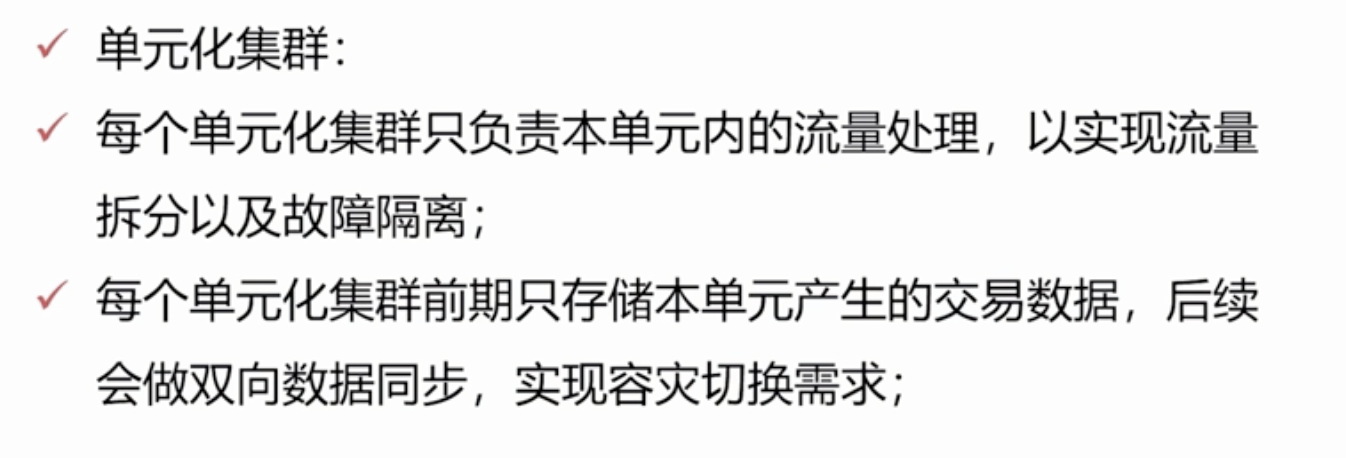 ✓ 单元化集群：
✓ 每个单元化集群只负责本单元内的流量处理，以实现流量
拆分以及故障隔离；
✓ 每个单元化集群前期只存储本单元产生的交易数据，后续
会做双向数据同步，实现容灾切换需求；